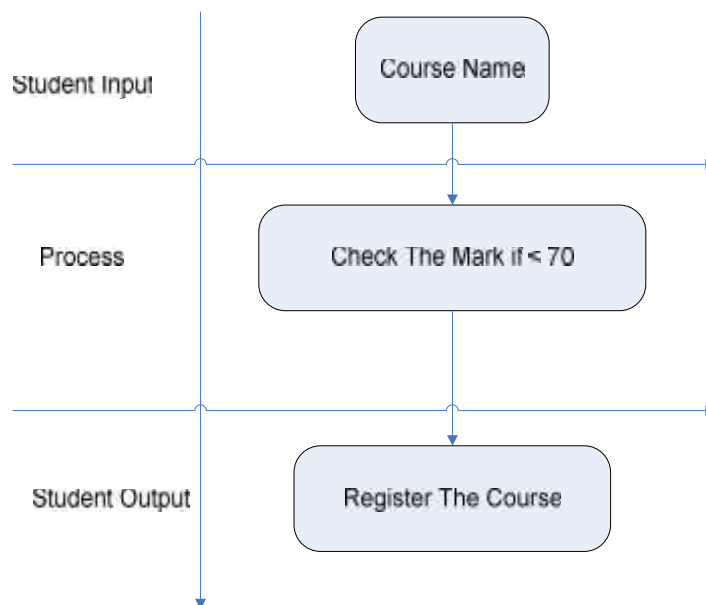 Student Input
Course Name
Process
Check The Mark if < 70
Student Output
Register The Course